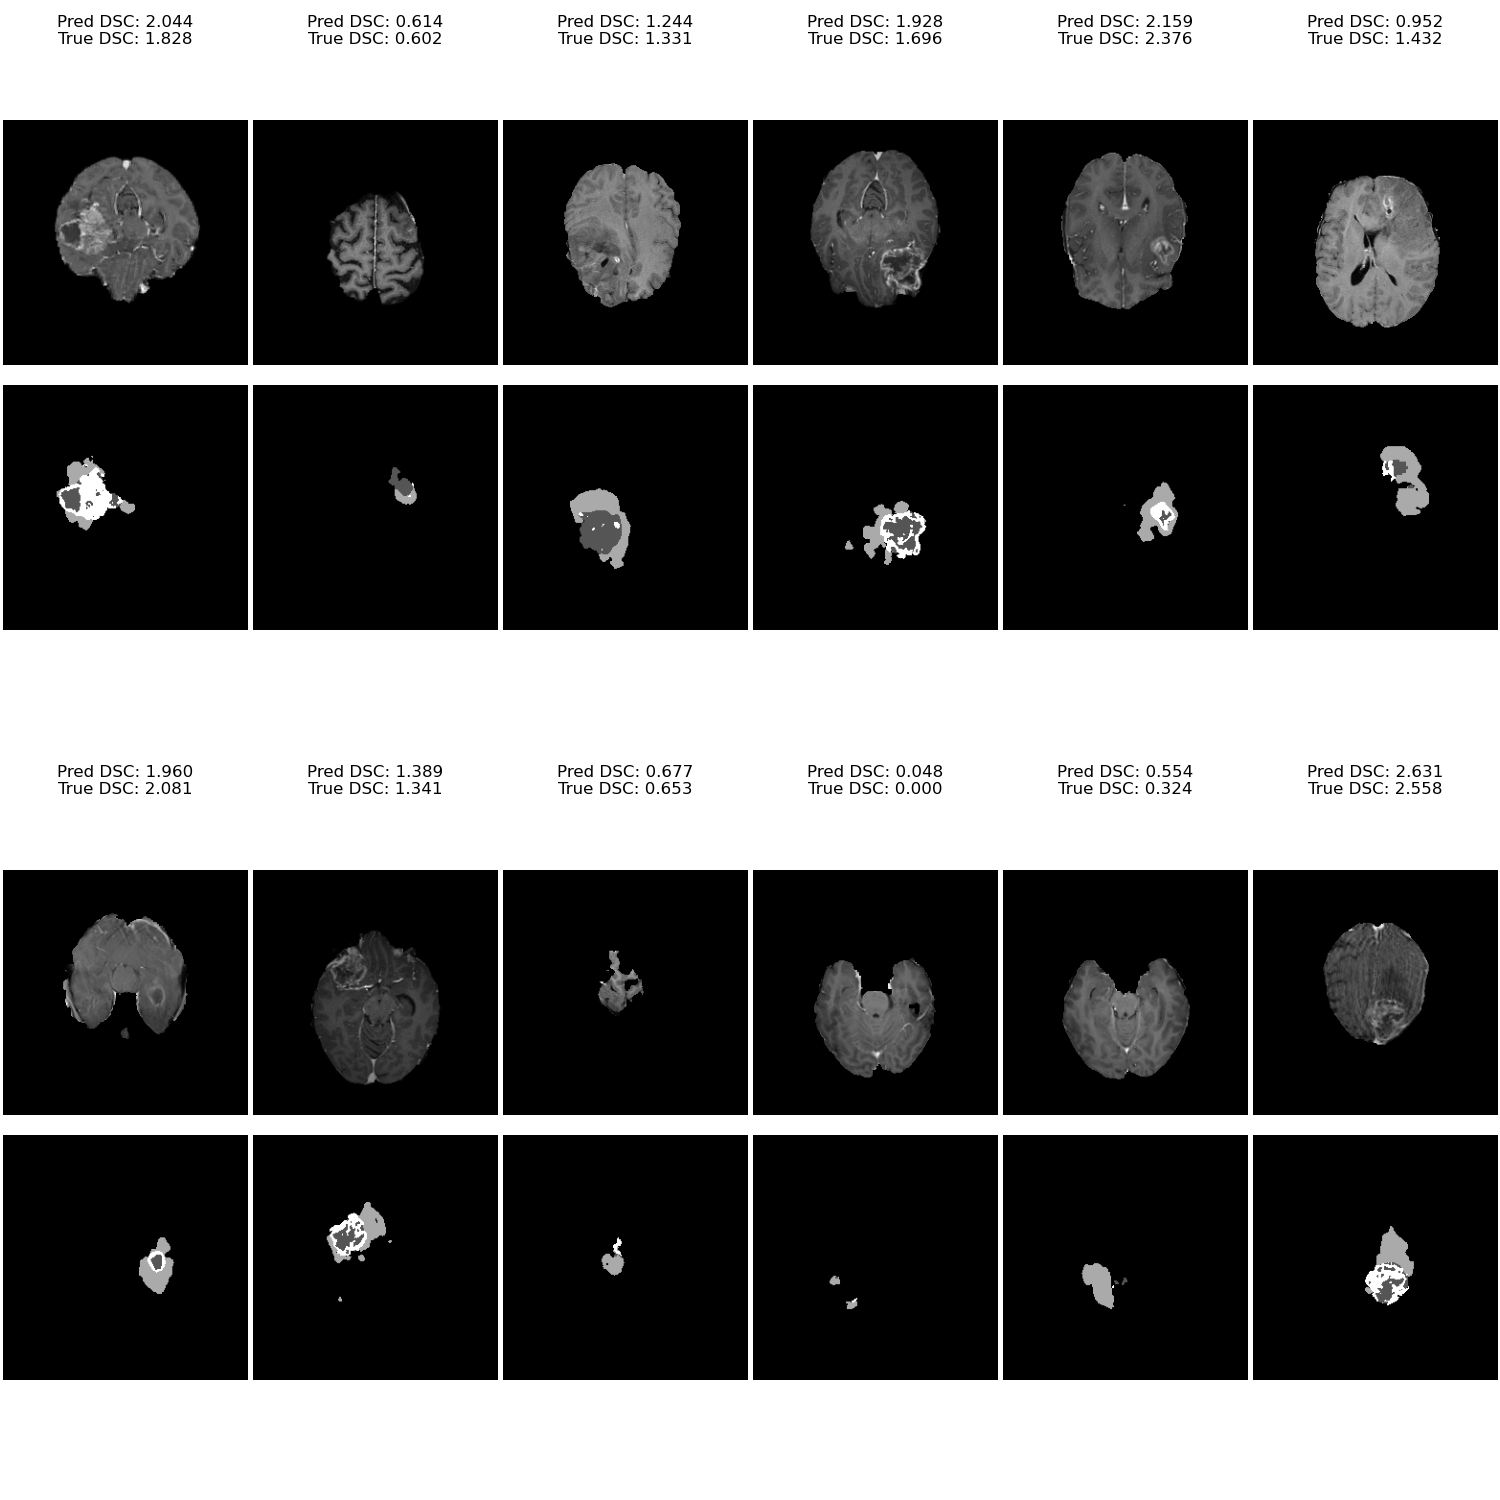 Pred DSC: 2.044
True DSC: 1.828
Pred DSC: 0.614
True DSC: 0.602
Pred DSC: 1.244
True DSC: 1.331
Pred DSC: 1.928
True DSC: 1.696
Pred DSC: 2.159
True DSC: 2.376
Pred DSC: 0.952
True DSC: 1.432
Pred DSC: 1.960
True DSC: 2.081
Pred DSC: 1.389
True DSC: 1.341
Pred DSC: 0.677
True DSC: 0.653
Pred DSC: 0.048
True DSC: 0.000
Pred DSC: 0.554
True DSC: 0.324
Pred DSC: 2.631
True DSC: 2.558